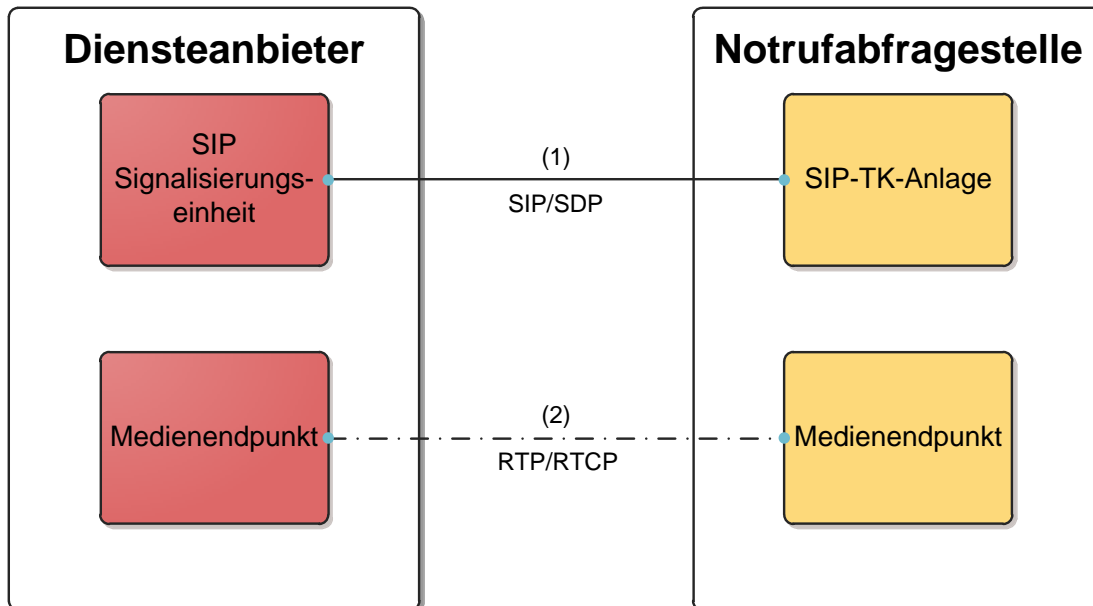 Diensteanbieter
Notrufabfragestelle
SIP
Signalisierungs-
einheit
(1)
SIP/SDP
SIP-TK-Anlage
Medienendpunkt
(2)
RTP/RTCP
Medienendpunkt